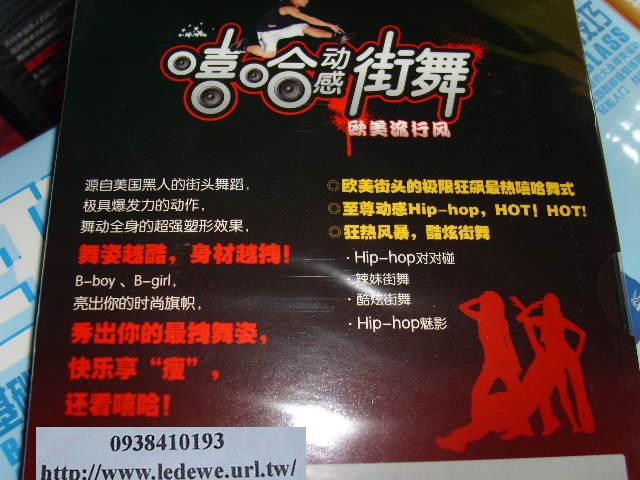 嘻哈动感街舞
欧美流行风
源自美国黑人的街头舞蹈，
极具爆发力的动作，
舞动全身的超强塑形效果，
舞姿越酷，身材越拽！
B-boy、B-girl，
亮出你的时尚旗帜，
秀出你的最拽舞姿，
快乐享“瘦”，
还看嘻哈！
◎欧美街头的极限狂飙最热嘻哈舞式
◎至尊动感Hip-hop，HOT！HOT!
◎狂热风暴，酷炫街舞
·Hip-hop对对碰
·辣妹街舞
·酷炫街舞
·Hip-hop魅影
0938410193
http://www.ledewe.url.tw/